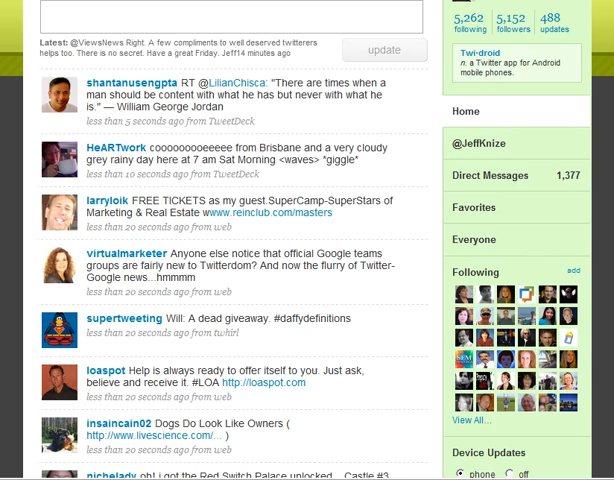 Latest: @ViewsNews Right. A few compliments to well deserved twitterers
helps too. There is no secret. Have a great Friday. Jeff14 minutes ago
update
shantanusengpta RT @LilianChisca: "There are times when a
man should be content with what he has but never with what he
is." — William George Jordan
less than 5 seconds ago from TweetDeck
HeARTwork cooooooooeeeee from Brisbane and a very cloudy
grey rainy day here at 7 am Sat Morning <waves> *giggle*
less than 10 seconds ago from TweetDeck
larryloik FREE TICKETS as my guest.SuperCamp-SuperStars of
Marketing & Real Estate www.reinclub.com/masters
less than 20 seconds ago from web
virtualmarketer Anyone else notice that official Google teams
groups are fairly new to Twitterdom? And now the flurry of Twitter-
Google news...hmmmm
less than 20 seconds ago from web
supertweeting Will: A dead giveaway. #daffydefinitions
less than 20 seconds ago from twhirl
loaspot Help is always ready to offer itself to you. Just ask,
believe and receive it. #LOA http://loaspot.com
less than 20 seconds ago from web
insaincain02 Dogs Do Look Like Owners (
http://www.livescience.com/... )
less than 20 seconds ago from web
nichelady oh! i got the Red Switch Palace unlocked... Castle #3
5,262 5,152 488
following followers updates
Twi-droid
n. a Twitter app for Android
mobile phones.
Home
@JeffKnize
Direct Messages 1,377
Favorites
Everyone
Following add
View All...
Device Updates
phone off